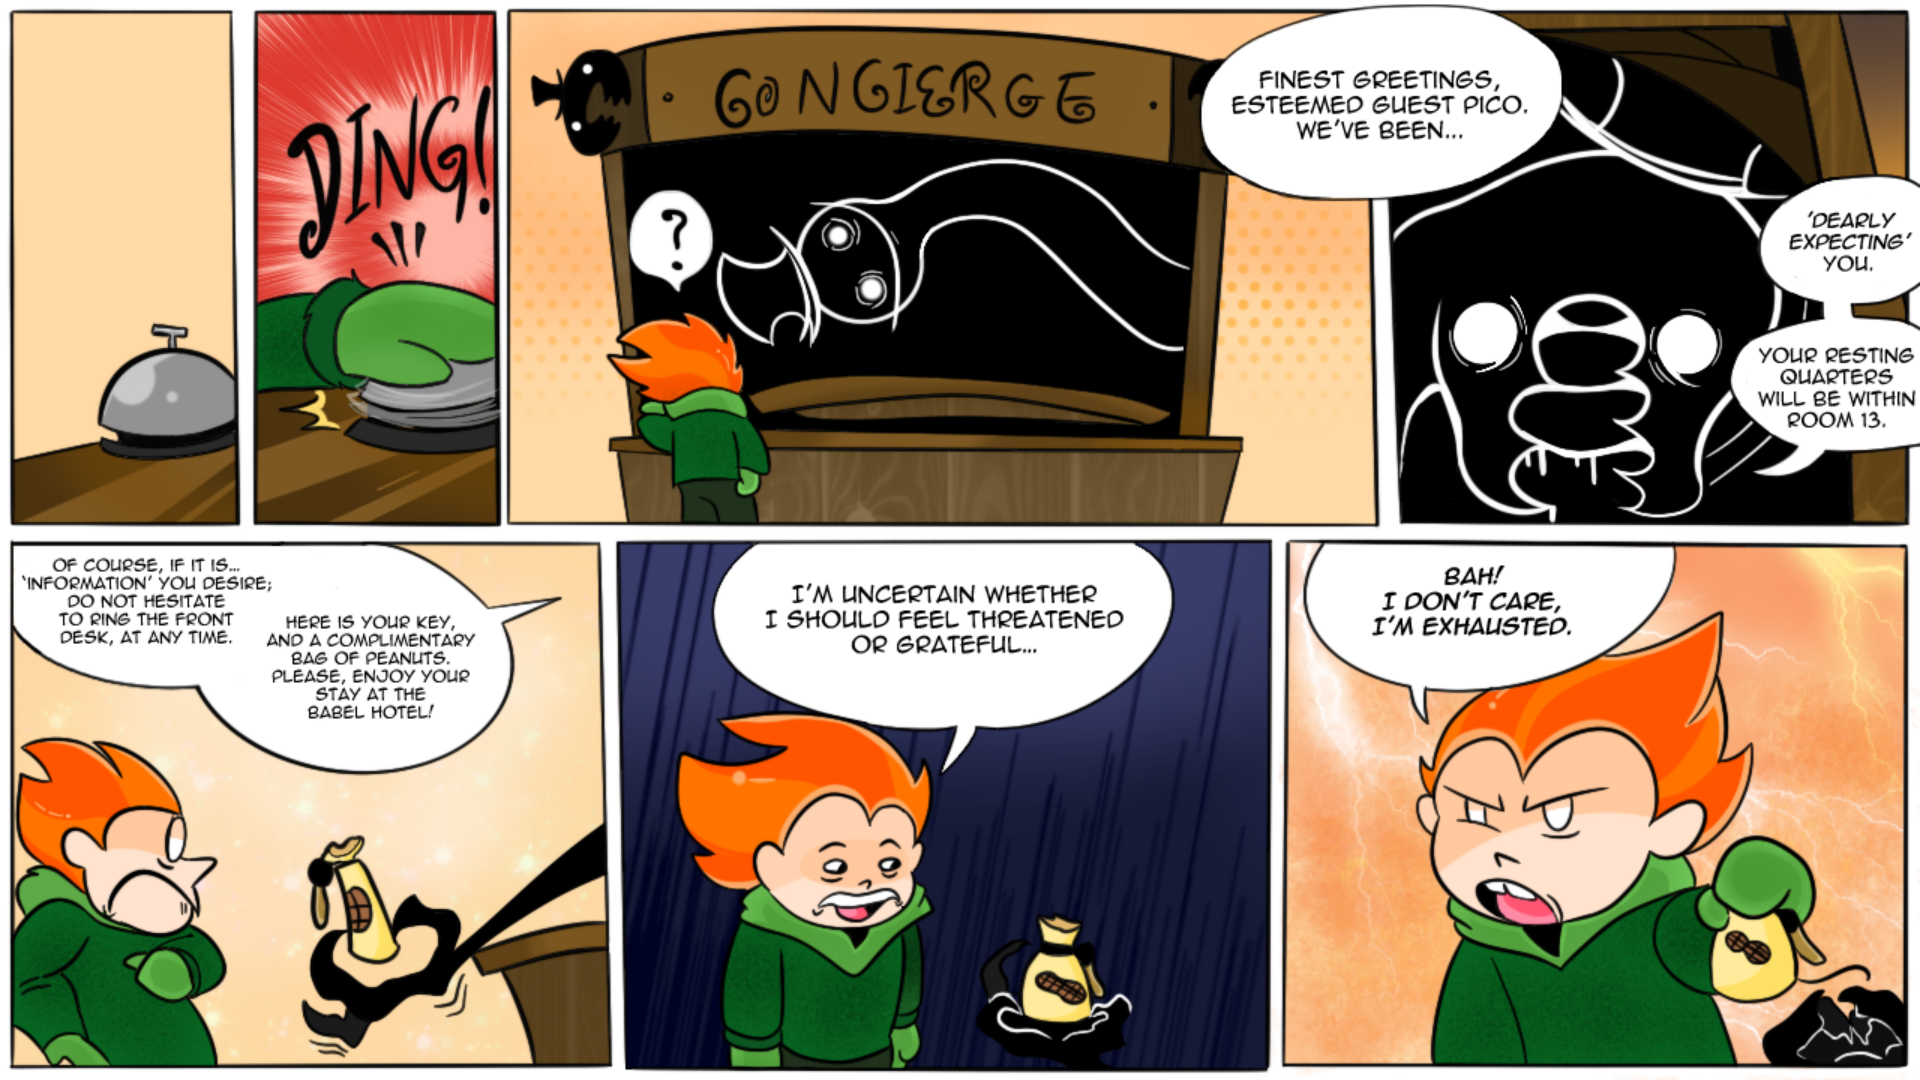 DING!
CONCIERGE
?
FINEST GREETINGS,
ESTEEMED GUEST PICO.
WE'VE BEEN...
'DEARLY
EXPECTING'
YOU.
YOUR RESTING
QUARTERS
WILL BE WITHIN
ROOM 13.
OF COURSE, IF IT IS...
'INFORMATION' YOU DESIRE;
DO NOT HESITATE
TO RING THE FRONT
DESK, AT ANY TIME.
HERE IS YOUR KEY,
AND A COMPLIMENTARY
BAG OF PEANUTS.
PLEASE, ENJOY YOUR
STAY AT THE
BABEL HOTEL!
I'M UNCERTAIN WHETHER
I SHOULD FEEL THREATENED
OR GRATEFUL...
BAH!
I DON'T CARE,
I'M EXHAUSTED.